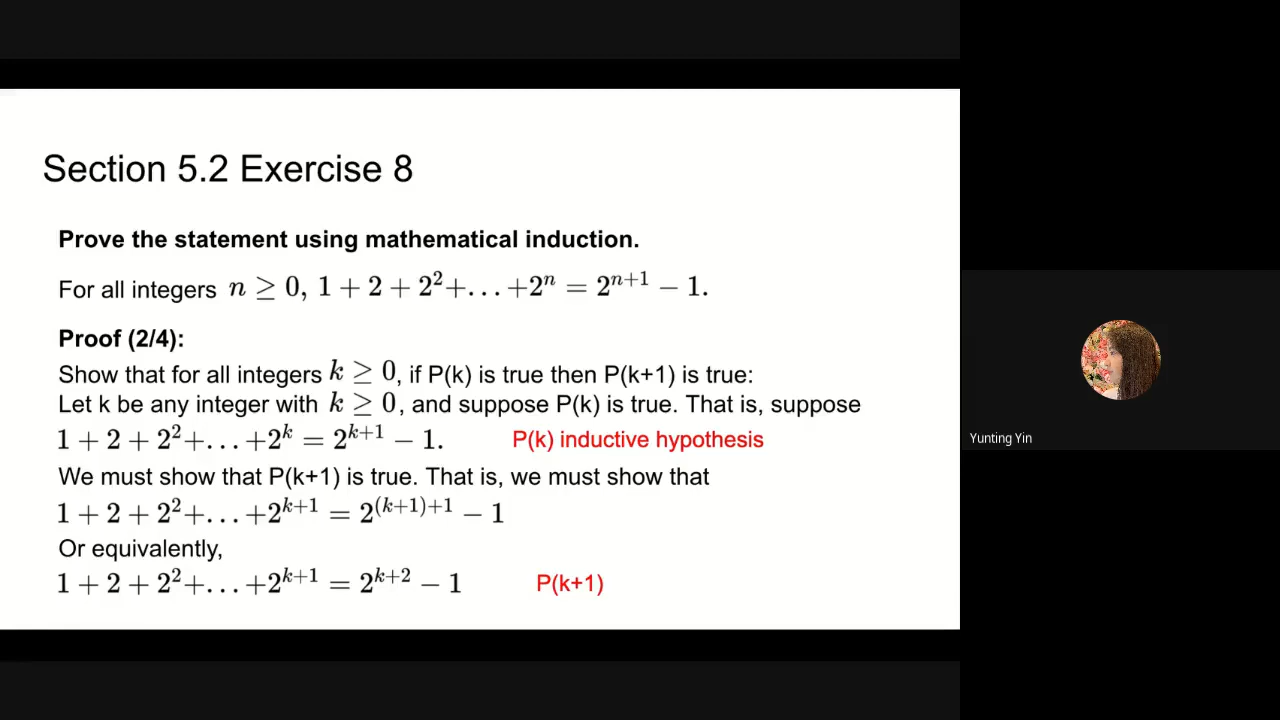 Section 5.2 Exercise 8
Prove the statement using mathematical induction.
For all integers n ≥ 0, 1 + 2 + 2² + . . . + 2ⁿ = 2ⁿ⁺¹ − 1.
Proof (2/4):
Show that for all integers k ≥ 0, if P(k) is true then P(k+1) is true:
Let k be any integer with k ≥ 0, and suppose P(k) is true. That is, suppose
1 + 2 + 2² + . . . + 2ᵏ = 2ᵏ⁺¹ − 1. P(k) inductive hypothesis
We must show that P(k+1) is true. That is, we must show that
1 + 2 + 2² + . . . + 2ᵏ⁺¹ = 2⁽ᵏ⁺¹⁾⁺¹ − 1
Or equivalently,
1 + 2 + 2² + . . . + 2ᵏ⁺¹ = 2ᵏ⁺² − 1 P(k+1)
Yunting Yin